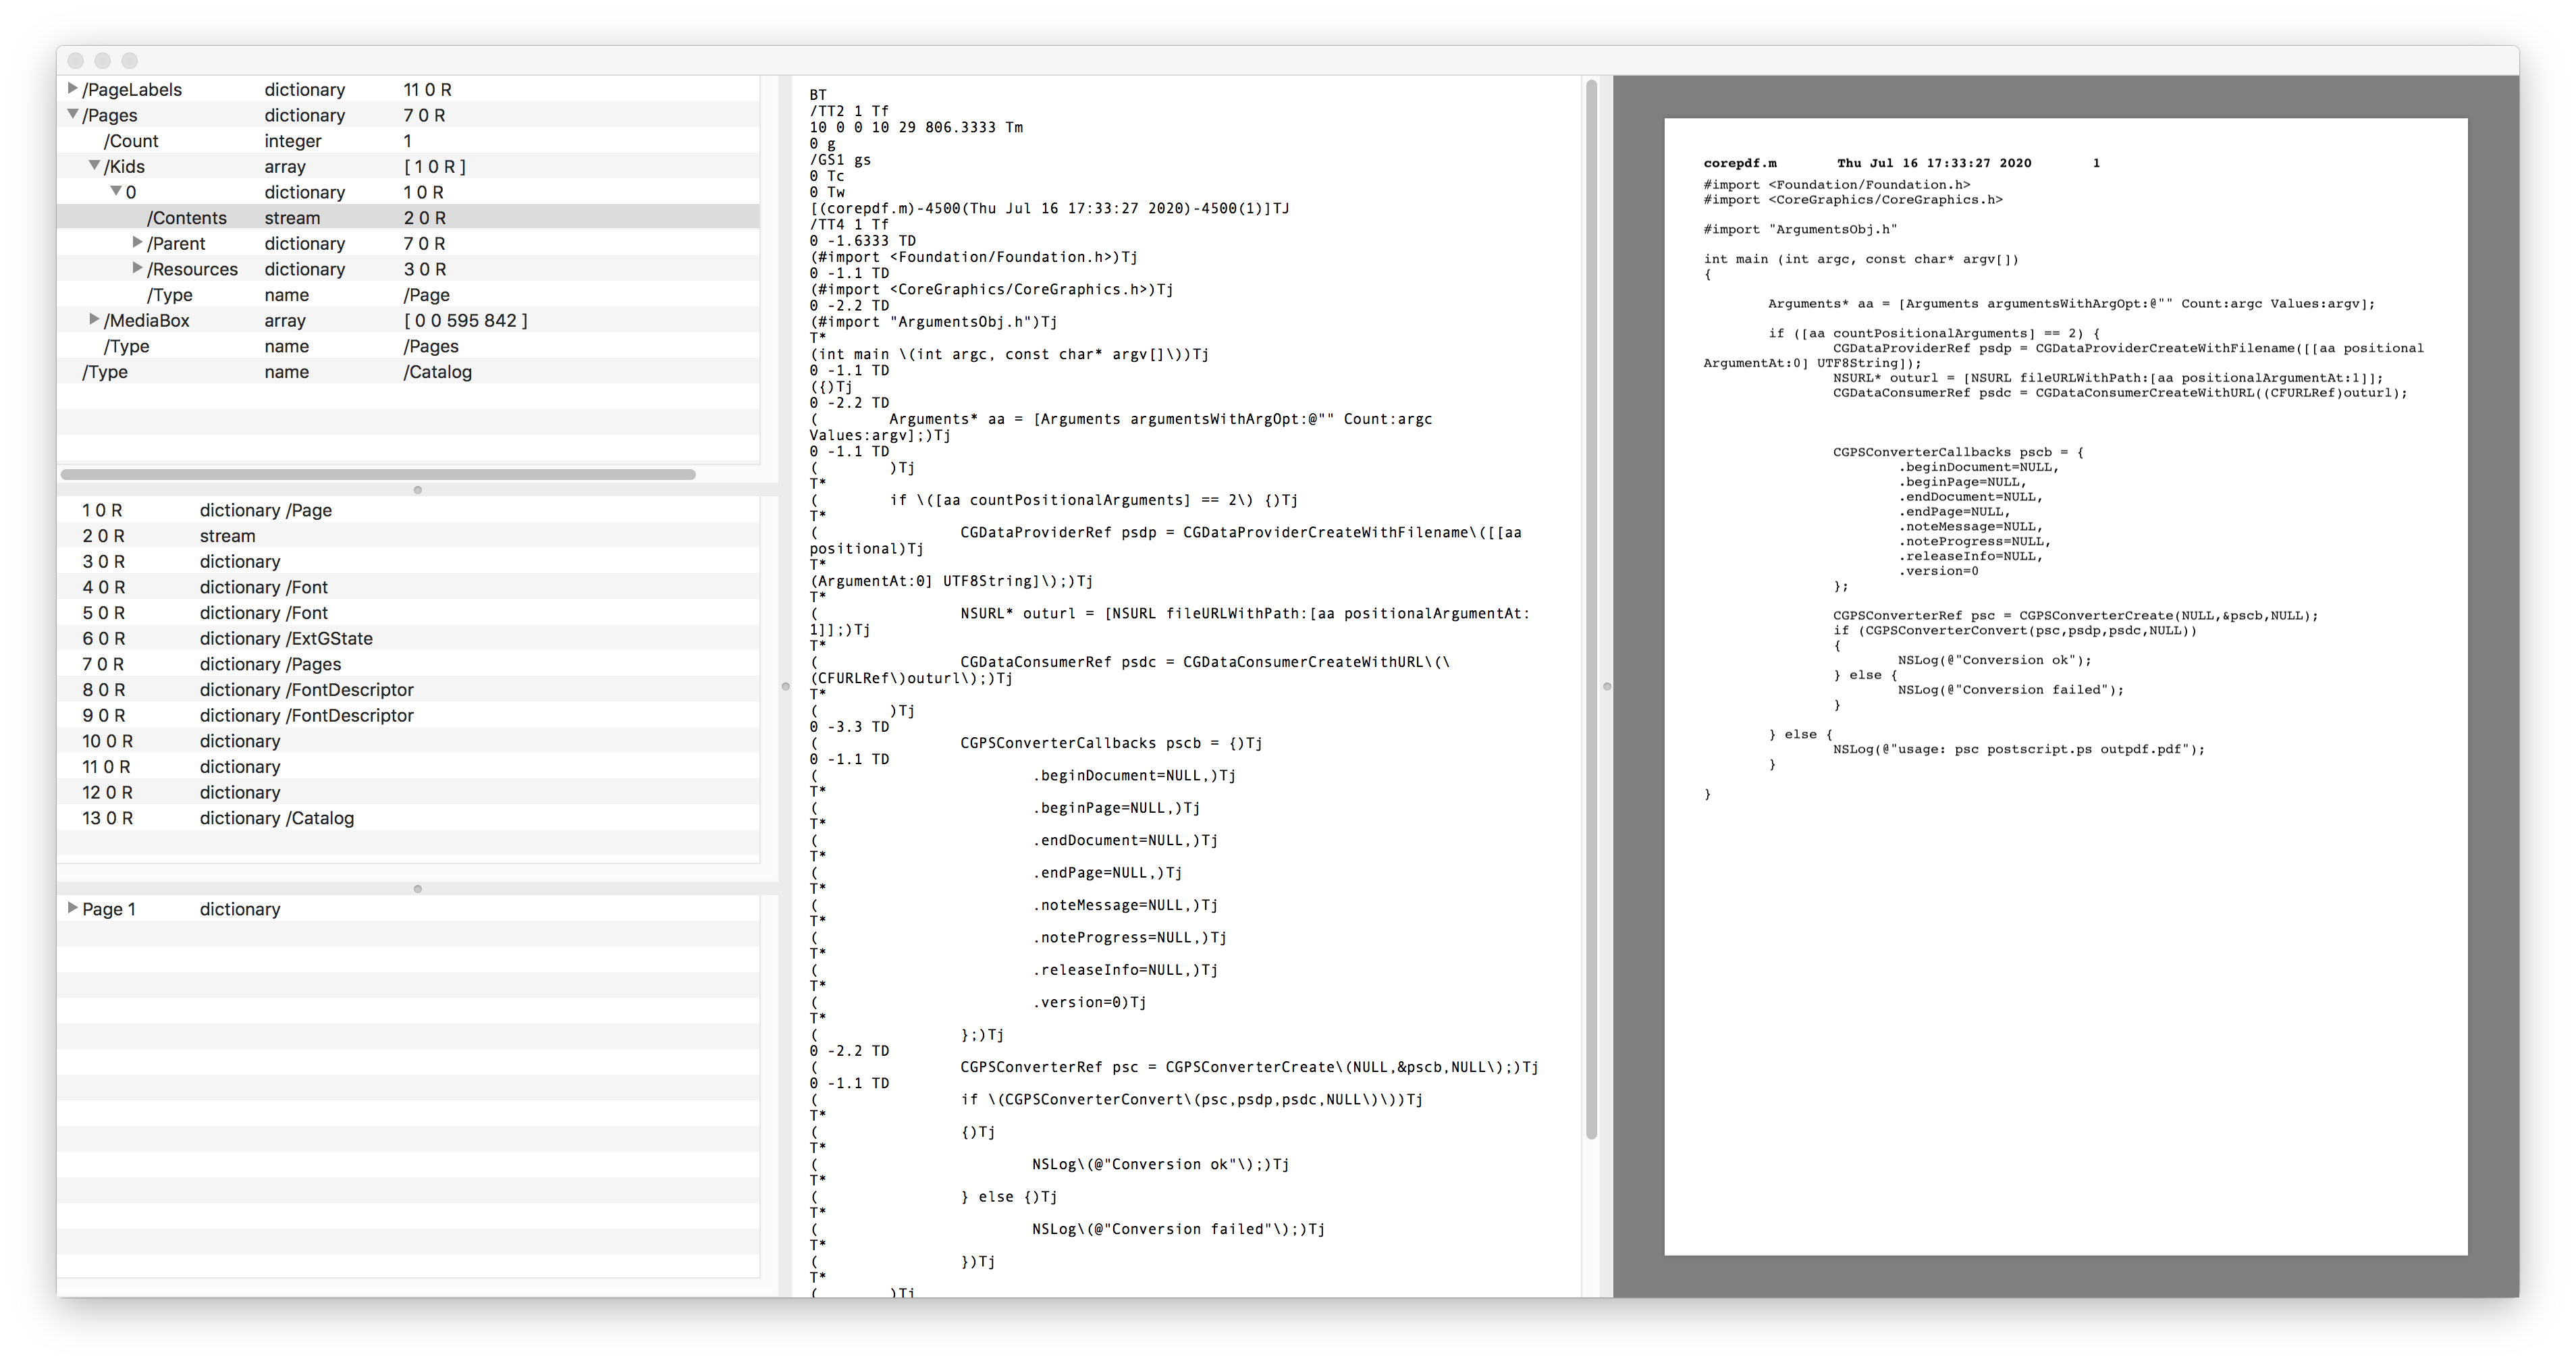 /PageLabels dictionary 11 0 R
/Pages dictionary 7 0 R
/Count integer 1
/Kids array [ 1 0 R ]
0 dictionary 1 0 R
/Contents stream 2 0 R
/Parent dictionary 7 0 R
/Resources dictionary 3 0 R
/Type name /Page
/MediaBox array [ 0 0 595 842 ]
/Type name /Pages
/Type name /Catalog
1 0 R dictionary /Page
2 0 R stream
3 0 R dictionary
4 0 R dictionary /Font
5 0 R dictionary /Font
6 0 R dictionary /ExtGState
7 0 R dictionary /Pages
8 0 R dictionary /FontDescriptor
9 0 R dictionary /FontDescriptor
10 0 R dictionary
11 0 R dictionary
12 0 R dictionary
13 0 R dictionary /Catalog
Page 1 dictionary
BT
/TT2 1 Tf
10 0 0 10 29 806.3333 Tm
0 g
/GS1 gs
0 Tc
0 Tw
[(corepdf.m)-4500(Thu Jul 16 17:33:27 2020)-4500(1)]TJ
/TT4 1 Tf
0 -1.6333 TD
(#import <Foundation/Foundation.h>)Tj
0 -1.1 TD
(#import <CoreGraphics/CoreGraphics.h>)Tj
0 -2.2 TD
(#import "ArgumentsObj.h")Tj
T*
(int main \(int argc, const char* argv[]\))Tj
0 -1.1 TD
({)Tj
0 -2.2 TD
(        Arguments* aa = [Arguments argumentsWithArgOpt:@"" Count:argc
Values:argv];)Tj
0 -1.1 TD
(        )Tj
T*
(        if \([aa countPositionalArguments] == 2\) {)Tj
T*
(                CGDataProviderRef psdp = CGDataProviderCreateWithFilename\([[aa
positional)Tj
T*
(ArgumentAt:0] UTF8String]\);)Tj
T*
(                NSURL* outurl = [NSURL fileURLWithPath:[aa positionalArgumentAt:
1]];)Tj
T*
(                CGDataConsumerRef psdc = CGDataConsumerCreateWithURL\(\
(CFURLRef\)outurl\);)Tj
T*
(        )Tj
0 -3.3 TD
(                CGPSConverterCallbacks pscb = {)Tj
0 -1.1 TD
(                        .beginDocument=NULL,)Tj
T*
(                        .beginPage=NULL,)Tj
T*
(                        .endDocument=NULL,)Tj
T*
(                        .endPage=NULL,)Tj
T*
(                        .noteMessage=NULL,)Tj
T*
(                        .noteProgress=NULL,)Tj
T*
(                        .releaseInfo=NULL,)Tj
T*
(                        .version=0)Tj
T*
(                };)Tj
0 -2.2 TD
(                CGPSConverterRef psc = CGPSConverterCreate\(NULL,&pscb,NULL\);)Tj
0 -1.1 TD
(                if \(CGPSConverterConvert\(psc,psdp,psdc,NULL\)\))Tj
T*
(                {)Tj
T*
(                        NSLog\(@"Conversion ok"\);)Tj
T*
(                } else {)Tj
T*
(                        NSLog\(@"Conversion failed"\);)Tj
T*
(                })Tj
T*
(        )Tj
corepdf.m Thu Jul 16 17:33:27 2020 1
#import <Foundation/Foundation.h>
#import <CoreGraphics/CoreGraphics.h>
#import "ArgumentsObj.h"
int main (int argc, const char* argv[])
{
Arguments* aa = [Arguments argumentsWithArgOpt:@"" Count:argc Values:argv];
if ([aa countPositionalArguments] == 2) {
CGDataProviderRef psdp = CGDataProviderCreateWithFilename([[aa positional
ArgumentAt:0] UTF8String]);
NSURL* outurl = [NSURL fileURLWithPath:[aa positionalArgumentAt:1]];
CGDataConsumerRef psdc = CGDataConsumerCreateWithURL((CFURLRef)outurl);
CGPSConverterCallbacks pscb = {
.beginDocument=NULL,
.beginPage=NULL,
.endDocument=NULL,
.endPage=NULL,
.noteMessage=NULL,
.noteProgress=NULL,
.releaseInfo=NULL,
.version=0
};
CGPSConverterRef psc = CGPSConverterCreate(NULL,&pscb,NULL);
if (CGPSConverterConvert(psc,psdp,psdc,NULL))
{
NSLog(@"Conversion ok");
} else {
NSLog(@"Conversion failed");
}
} else {
NSLog(@"usage: psc postscript.ps outpdf.pdf");
}
}